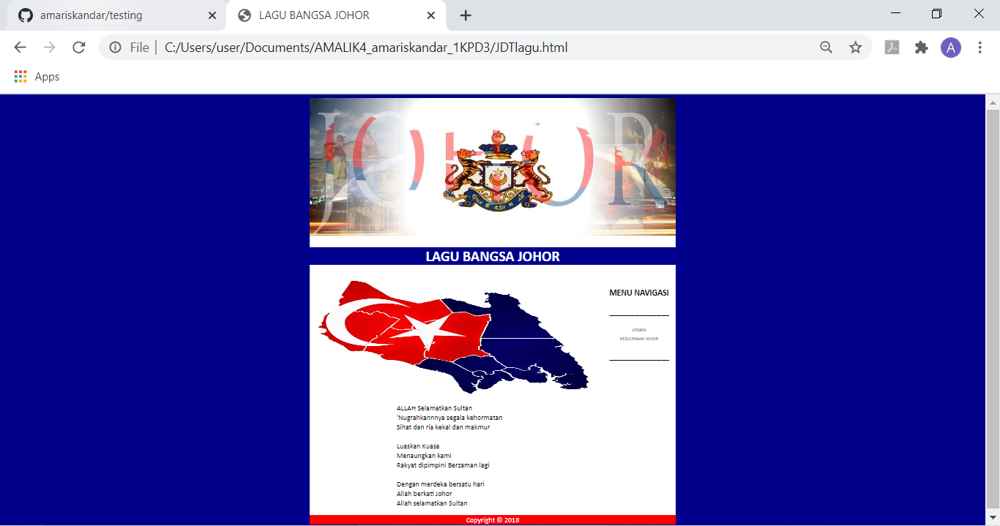 amariskandar/testing
LAGU BANGSA JOHOR
File
C:/Users/user/Documents/AMALIK4_amariskandar_1KPD3/JDTlagu.html
A
Apps
JOHOR
LAGU BANGSA JOHOR
MENU NAVIGASI
UTAMA
KESULTANAN JOHOR
ALLAH Selamatkan Sultan
'Nugrahkannnya segala kehormatan
Sihat dan ria kekal dan makmur
Luaskan Kuasa
Menaungkan kami
Rakyat dipimpini Berzaman lagi
Dengan merdeka bersatu hari
Allah berkati Johor
Allah selamatkan Sultan
Copyright © 2018